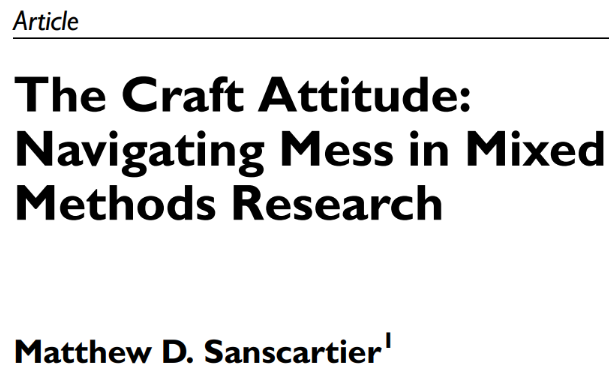 Article
The Craft Attitude:
Navigating Mess in Mixed
Methods Research
Matthew D. Sanscartier1